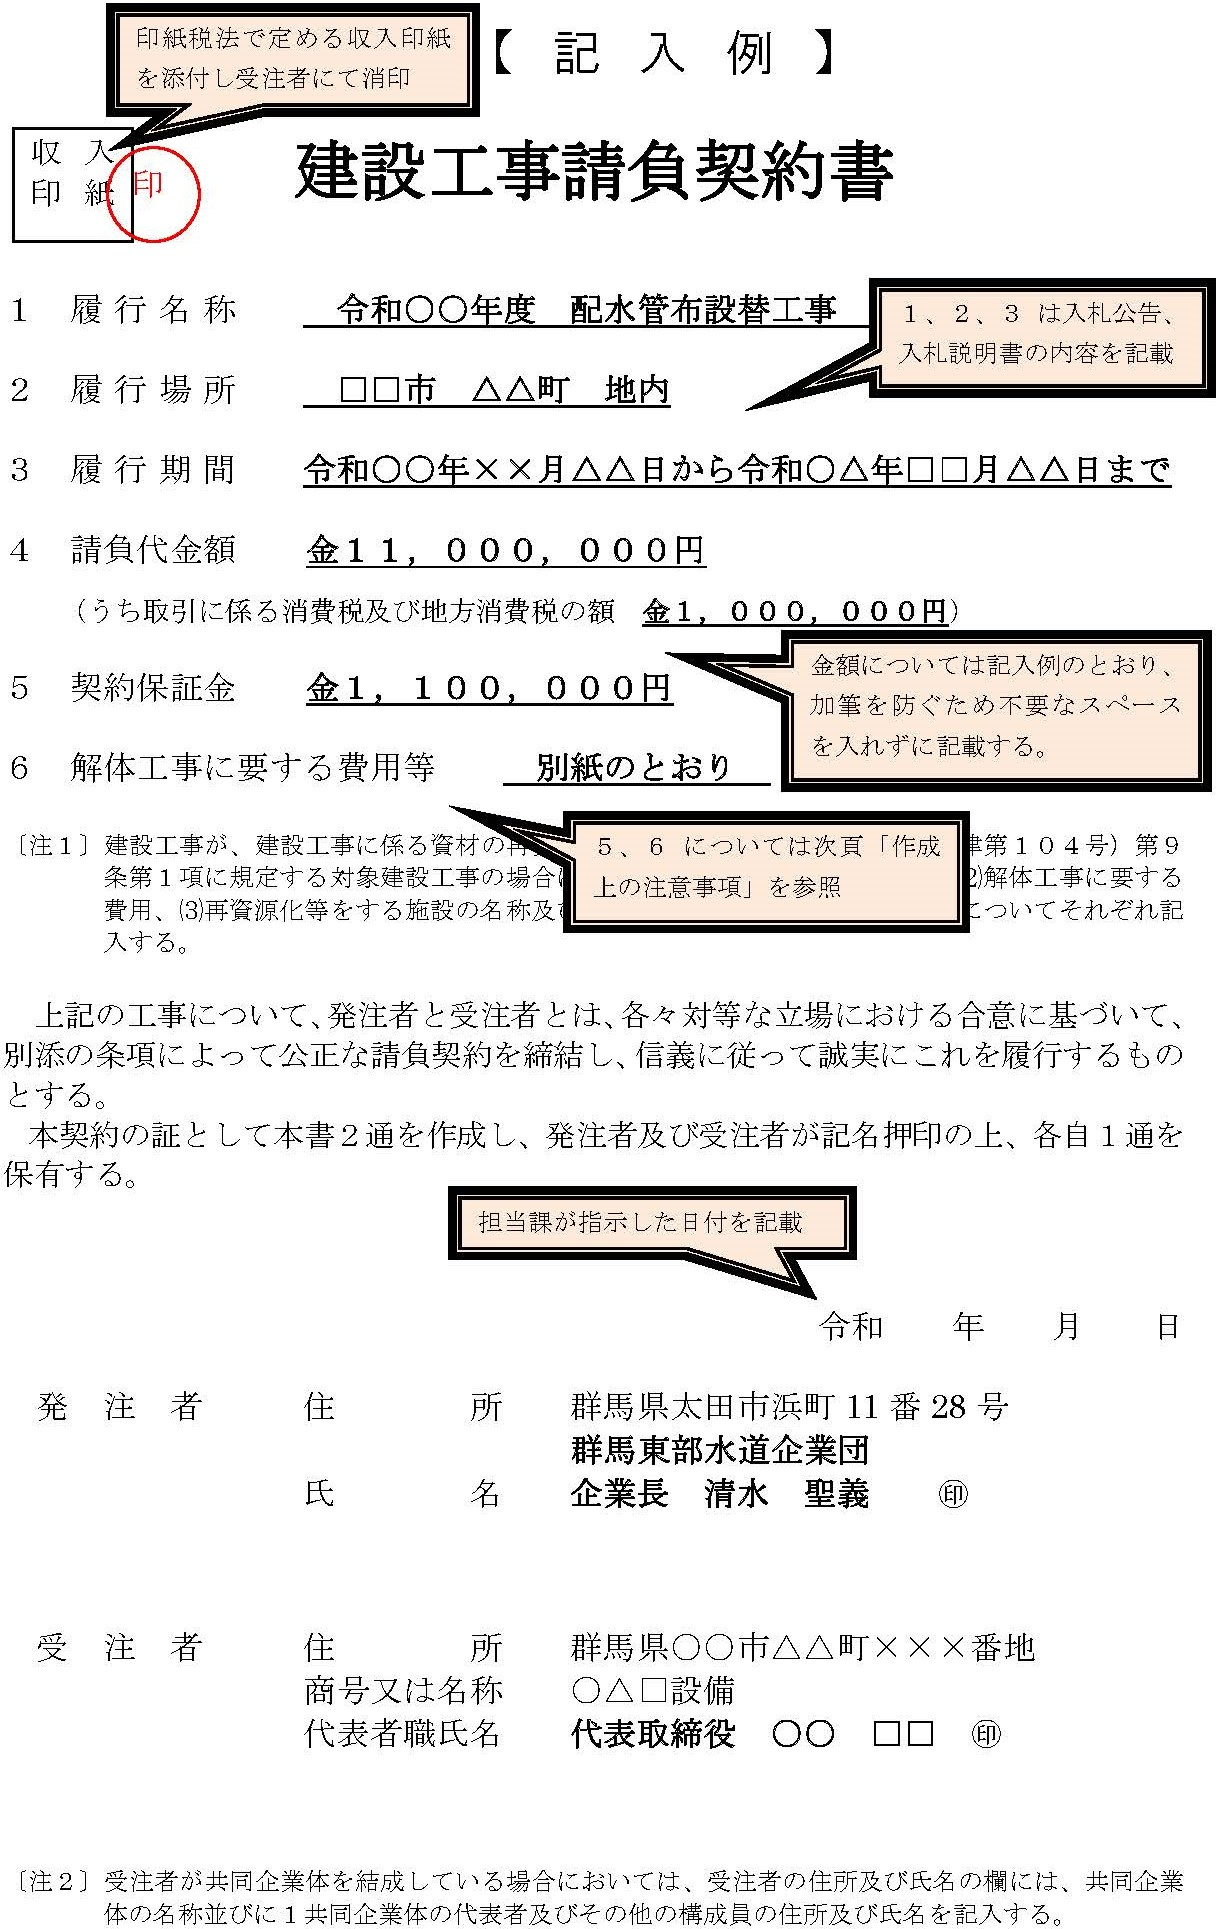 印紙税法で定める収入印紙
を添付し受注者にて消印
【　記　入　例　】
収　入
印　紙
印
建設工事請負契約書
１　履行名称　　令和〇〇年度　配水管布設替工事
１、２、３ は入札公告、
入札説明書の内容を記載
２　履行場所　　□□市　△△町　地内
３　履行期間　　令和〇〇年××月△△日から令和〇△年□□月△△日まで
４　請負代金額　　金１１，０００，０００円
（うち取引に係る消費税及び地方消費税の額　金１，０００，０００円）
金額については記入例のとおり、
加筆を防ぐため不要なスペース
を入れずに記載する。
５　契約保証金　　金１，１００，０００円
６　解体工事に要する費用等　　別紙のとおり
５、６ については次頁「作成
上の注意事項」を参照
〔注１〕建設工事が、建設工事に係る資材の再 律第１０４号）第９
条第１項に規定する対象建設工事の場合 ⑵解体工事に要する
費用、⑶再資源化等をする施設の名称及び についてそれぞれ記
入する。
上記の工事について、発注者と受注者とは、各々対等な立場における合意に基づいて、
別添の条項によって公正な請負契約を締結し、信義に従って誠実にこれを履行するもの
とする。
本契約の証として本書２通を作成し、発注者及び受注者が記名押印の上、各自１通を
保有する。
担当課が指示した日付を記載
令和　　年　　月　　日
発　注　者　　住　　　　所　　群馬県太田市浜町 11 番 28 号
群馬東部水道企業団
氏　　　　名　　企業長　清水　聖義　　㊞
受　注　者　　住　　　　所　　群馬県〇〇市△△町×××番地
商号又は名称　　〇△□設備
代表者職氏名　　代表取締役　〇〇　□□　㊞
〔注２〕受注者が共同企業体を結成している場合においては、受注者の住所及び氏名の欄には、共同企業
体の名称並びに１共同企業体の代表者及びその他の構成員の住所及び氏名を記入する。